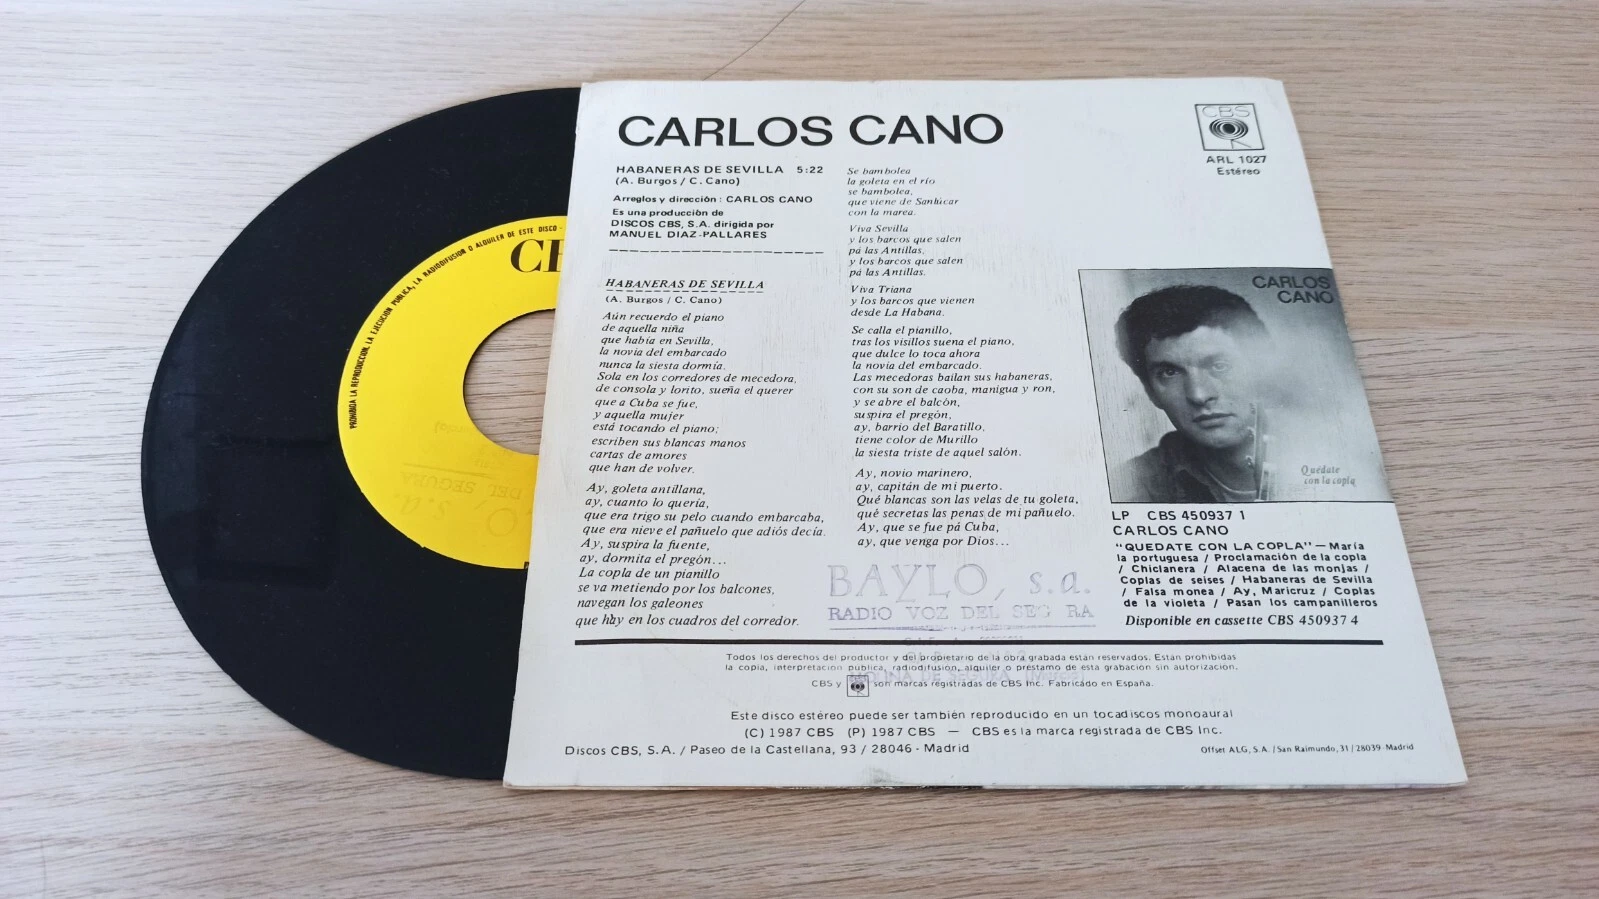 CARLOS CANO
CBS
ARL 1027
Estéreo
HABANERAS DE SEVILLA 5:22
(A. Burgos / C. Cano)
Arreglos y dirección: CARLOS CANO
Es una producción de
DISCOS CBS, S.A. dirigida por
MANUEL DIAZ-PALLARES
HABANERAS DE SEVILLA
(A. Burgos / C. Cano)
Aún recuerdo el piano
de aquella niña
que había en Sevilla,
la novia del embarcado
nunca la siesta dormía.
Sola en los corredores de mecedora,
de consola y lorito, sueña el querer
que a Cuba se fue,
y aquella mujer
está tocando el piano;
escriben sus blancas manos
cartas de amores
que han de volver.
Ay, goleta antillana,
ay, cuanto lo quería,
que era trigo su pelo cuando embarcaba,
que era nieve el pañuelo que adiós decía.
Ay, suspira la fuente,
ay, dormita el pregón...
La copla de un pianillo
se va metiendo por los balcones,
navegan los galeones
que hay en los cuadros del corredor.
Se bambolea
la goleta en el río
se bambolea,
que viene de Sanlúcar
con la marea.
Viva Sevilla
y los barcos que salen
pá las Antillas,
y los barcos que salen
pá las Antillas.
Viva Triana
y los barcos que vienen
desde La Habana.
Se calla el pianillo,
tras los visillos suena el piano,
que dulce lo toca ahora
la novia del embarcado.
Las mecedoras bailan sus habaneras,
con su son de caoba, manigua y ron,
y se abre el balcón,
suspira el pregón,
ay, barrio del Baratillo,
tiene color de Murillo
la siesta triste de aquel salón.
Ay, novio marinero,
ay, capitán de mi puerto.
Qué blancas son las velas de tu goleta,
qué secretas las penas de mi pañuelo.
Ay, que se fue pá Cuba,
ay, que venga por Dios...
CARLOS
CANO
Quédate
con la copla
LP CBS 450937 1
CARLOS CANO
"QUEDATE CON LA COPLA" — María
la portuguesa / Proclamación de la copla
/ Chiclanera / Alacena de las monjas /
Coplas de seises / Habaneras de Sevilla
/ Falsa monea / Ay, Maricruz / Coplas
de la violeta / Pasan los campanilleros
Disponible en cassette CBS 450937 4
BAYLO, s.a.
RADIO VOZ DEL SEG RA
MOLINA DE SEGURA (Murcia)
Todos los derechos del productor y del propietario de la obra grabada están reservados. Están prohibidas
la copia, interpretación pública, radiodifusión, alquiler o préstamo de esta grabación sin autorización.
CBS y son marcas registradas de CBS Inc. Fabricado en España.
Este disco estéreo puede ser también reproducido en un tocadiscos monoaural
(C) 1987 CBS (P) 1987 CBS — CBS es la marca registrada de CBS Inc.
Discos CBS, S.A. / Paseo de la Castellana, 93 / 28046 - Madrid
Offset ALG, S.A. / San Raimundo, 31 / 28039 - Madrid
PROHIBIDA LA REPRODUCCION, LA EJECUCION PUBLICA, LA RADIODIFUSION O ALQUILER DE ESTE DISCO -
CB